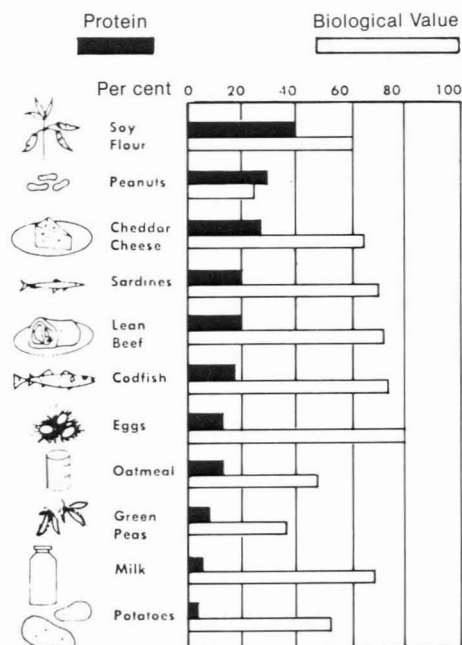 Protein
Biological Value
Per cent
0 20 40 60 80 100
Soy
Flour
Peanuts
Cheddar
Cheese
Sardines
Lean
Beef
Codfish
Eggs
Oatmeal
Green
Peas
Milk
Potatoes